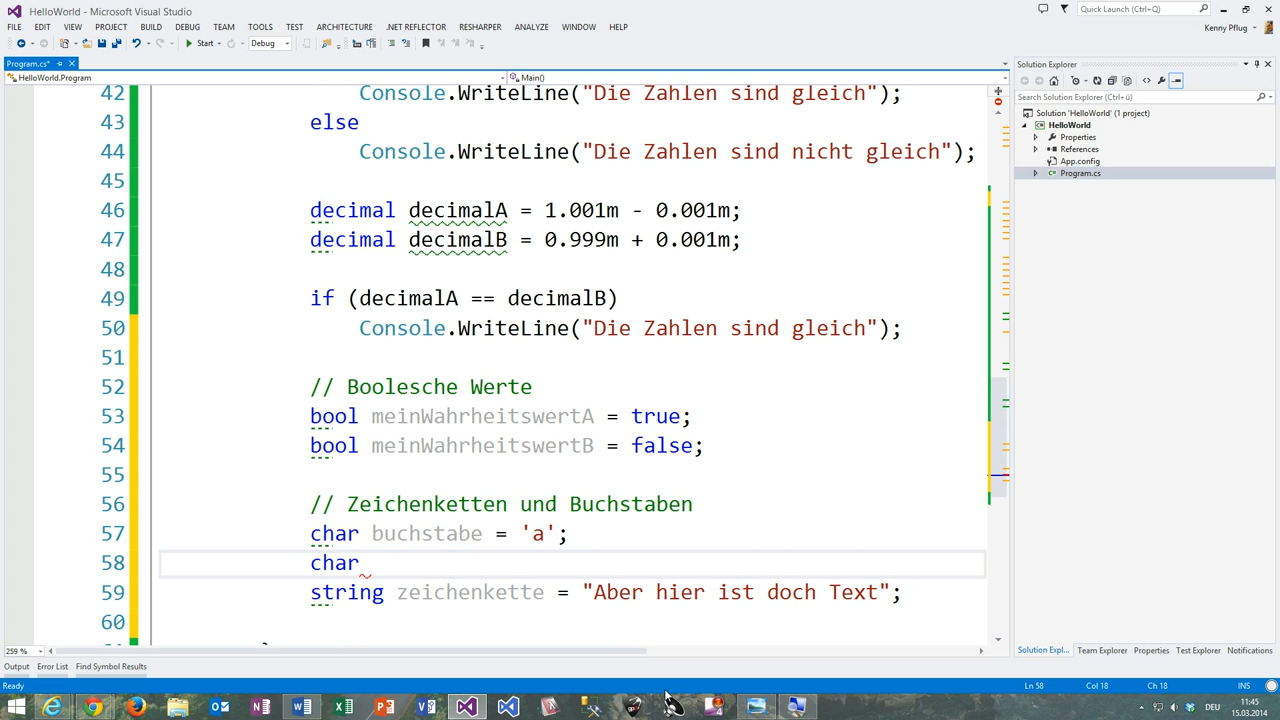 HelloWorld - Microsoft Visual Studio
Quick Launch (Ctrl+Ü)
FILE EDIT VIEW PROJECT BUILD DEBUG TEAM TOOLS TEST ARCHITECTURE .NET REFLECTOR RESHARPER ANALYZE WINDOW HELP
Kenny Pflug
Start Debug
Program.cs*
Solution Explorer
HelloWorld.Program Main()
Search Solution Explorer (Ctrl+ü)
Solution 'HelloWorld' (1 project)
HelloWorld
Properties
References
App.config
Program.cs
42 Console.WriteLine("Die Zahlen sind gleich");
43 else
44 Console.WriteLine("Die Zahlen sind nicht gleich");
45
46 decimal decimalA = 1.001m - 0.001m;
47 decimal decimalB = 0.999m + 0.001m;
48
49 if (decimalA == decimalB)
50 Console.WriteLine("Die Zahlen sind gleich");
51
52 // Boolesche Werte
53 bool meinWahrheitswertA = true;
54 bool meinWahrheitswertB = false;
55
56 // Zeichenketten und Buchstaben
57 char buchstabe = 'a';
58 char
59 string zeichenkette = "Aber hier ist doch Text";
60
259 %
Solution Expl... Team Explorer Properties Test Explorer Notifications
Output Error List Find Symbol Results
Ready Ln 58 Col 18 Ch 18 INS
DEU
11:45
15.03.2014